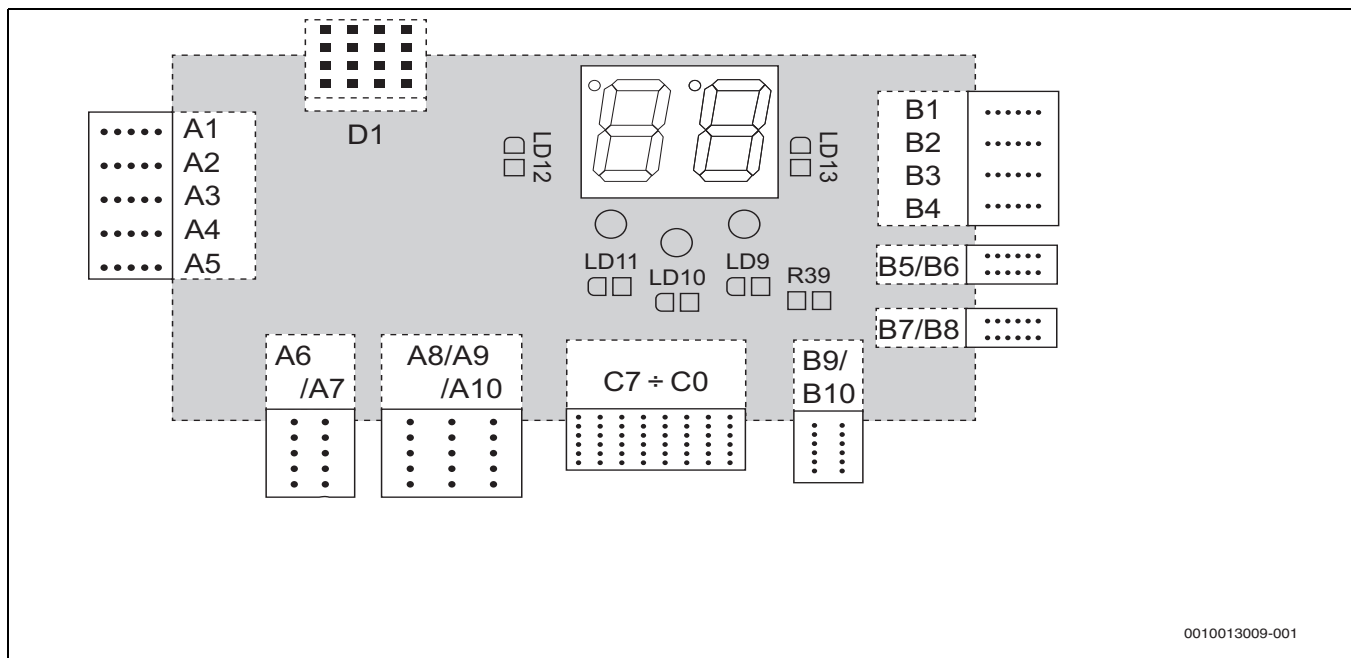 D1
A1
A2
A3
A4
A5
LD12
LD13
B1
B2
B3
B4
LD11
LD10
LD9
R39
B5/B6
B7/B8
A6
/A7
A8/A9
/A10
C7 ÷ C0
B9/
B10
0010013009-001